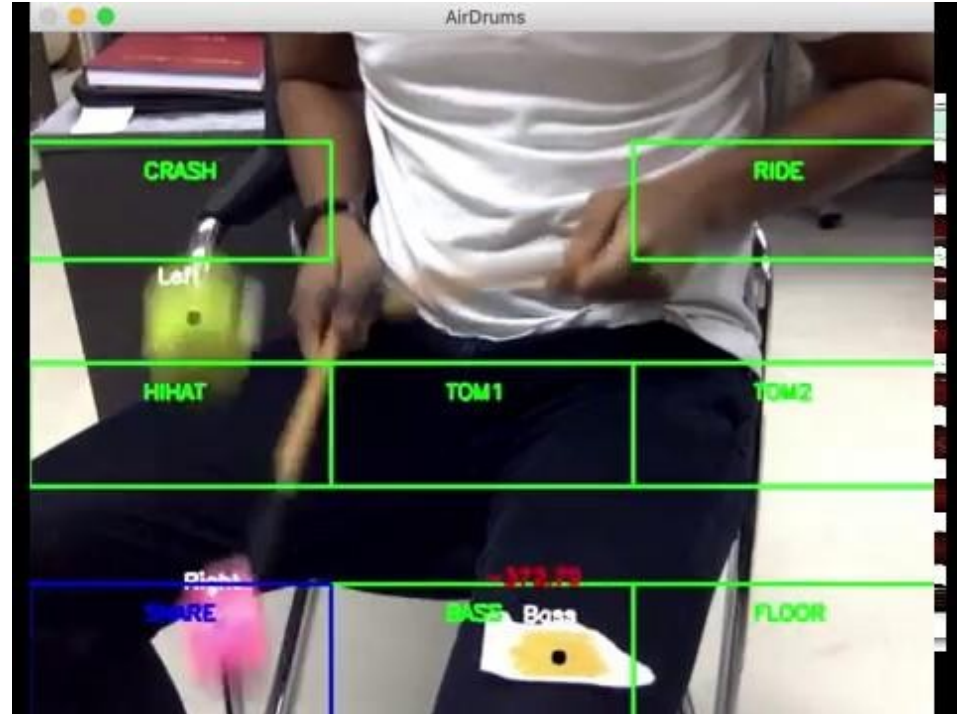 AirDrums
CRASH
RIDE
Left
HIHAT
TOM1
TOM2
Right
SNARE
BASS
Bass
FLOOR